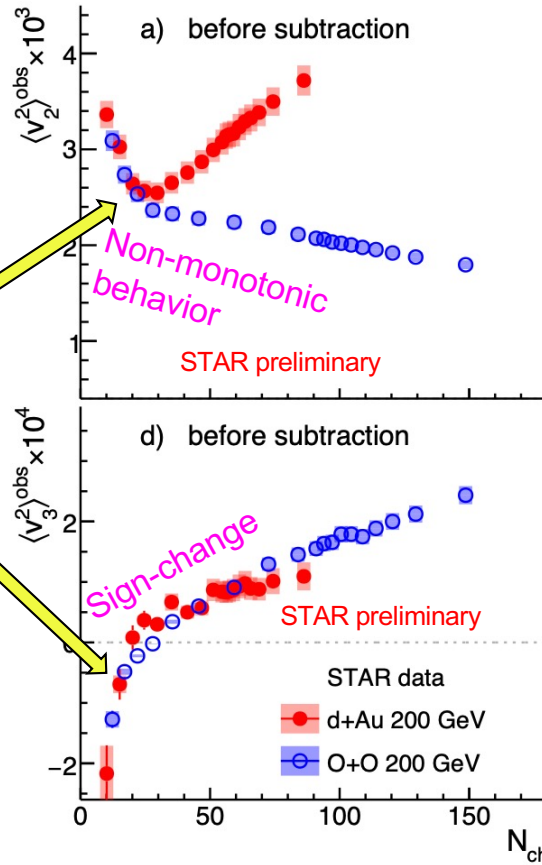 a) before subtraction
⟨v₂²⟩ᵒᵇˢ×10³
4
3
2
1
Non-monotonic
behavior
STAR preliminary
d) before subtraction
⟨v₃²⟩ᵒᵇˢ×10⁴
2
0
-2
Sign-change
STAR preliminary
STAR data
d+Au 200 GeV
O+O 200 GeV
0 50 100 150